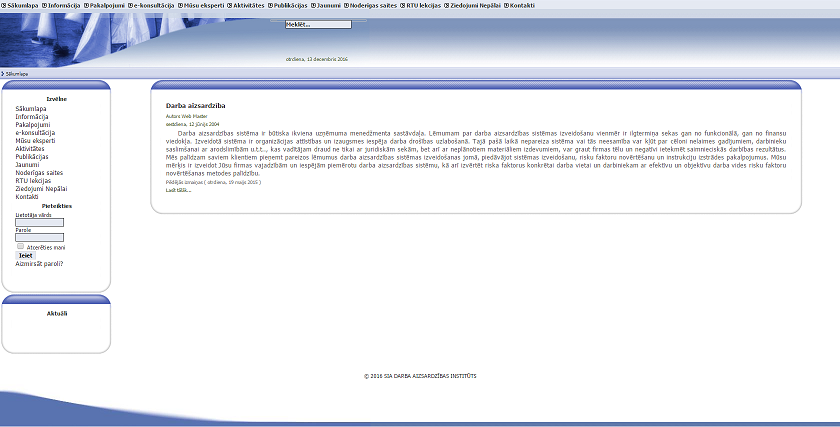 Sākumlapa Informācija Pakalpojumi e-konsultācija Mūsu eksperti Aktivitātes Publikācijas Jaunumi Noderīgas saites RTU lekcijas Ziedojumi Nepālai Kontakti
Meklēt...
otrdiena, 13 decembris 2016
Sākumlapa
Izvēlne
Sākumlapa
Informācija
Pakalpojumi
e-konsultācija
Mūsu eksperti
Aktivitātes
Publikācijas
Jaunumi
Noderīgas saites
RTU lekcijas
Ziedojumi Nepālai
Kontakti
Pieteikties
Lietotāja vārds
Parole
Atcerēties mani
Ieiet
Aizmirsāt paroli?
Aktuāli
Darba aizsardzība
Autors Web Master
sestdiena, 12 jūnijs 2004
Darba aizsardzības sistēma ir būtiska ikviena uzņēmuma menedžmenta sastāvdaļa. Lēmumam par darba aizsardzības sistēmas izveidošanu vienmēr ir ilgtermiņa sekas gan no funkcionālā, gan no finansu
viedokļa. Izveidotā sistēma ir organizācijas attīstības un izaugsmes iespēja darba drošības uzlabošanā. Tajā pašā laikā nepareiza sistēma vai tās neesamība var kļūt par cēloni nelaimes gadījumiem, darbinieku
saslimšanai ar arodslimībām u.t.t., kas vadītājam draud ne tikai ar juridiskām sekām, bet arī ar neplānotiem materiāliem izdevumiem, var graut firmas tēlu un negatīvi ietekmēt saimnieciskās darbības rezultātus.
Mēs palīdzam saviem klientiem pieņemt pareizos lēmumus darba aizsardzības sistēmas izveidošanas jomā, piedāvājot sistēmas izveidošanu, risku faktoru novērtēšanu un instrukciju izstrādes pakalpojumus. Mūsu
mērķis ir izveidot Jūsu firmas vajadzībām un iespējām piemērotu darba aizsardzības sistēmu, kā arī izvērtēt riska faktorus konkrētai darba vietai un darbiniekam ar efektīvu un objektīvu darba vides risku faktoru
novērtēšanas metodes palīdzību.
Pēdējās izmaiņas ( otrdiena, 19 maijs 2015 )
Lasīt tālāk...
© 2016 SIA DARBA AIZSARDZĪBAS INSTITŪTS